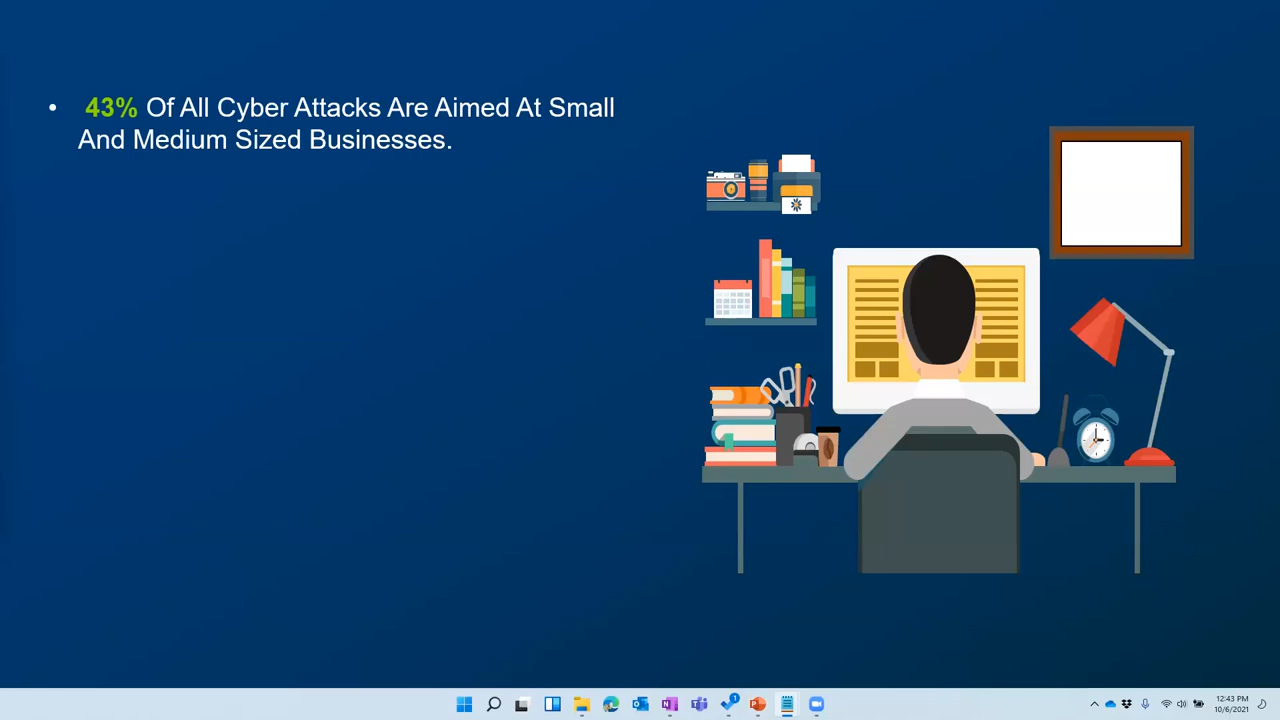 • 43% Of All Cyber Attacks Are Aimed At Small
And Medium Sized Businesses.
1
12:43 PM
10/6/2021